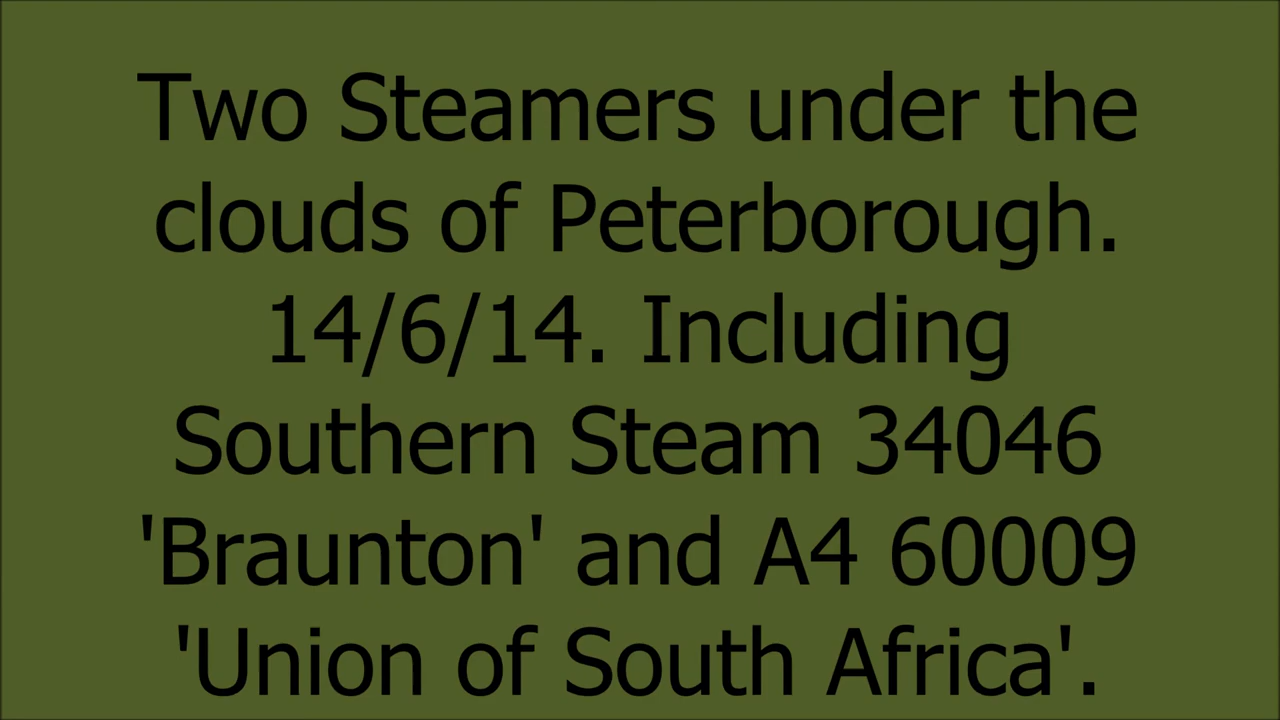 Two Steamers under the
clouds of Peterborough.
14/6/14. Including
Southern Steam 34046
'Braunton' and A4 60009
'Union of South Africa'.